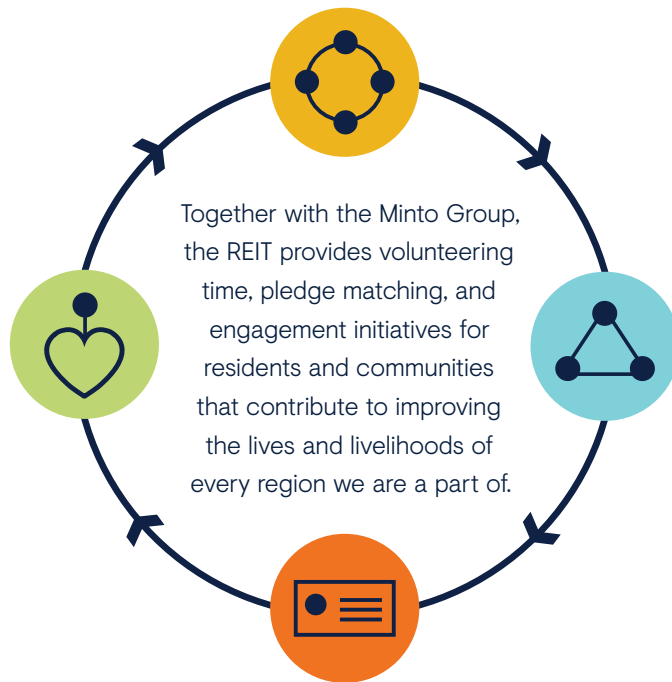 Together with the Minto Group,
the REIT provides volunteering
time, pledge matching, and
engagement initiatives for
residents and communities
that contribute to improving
the lives and livelihoods of
every region we are a part of.